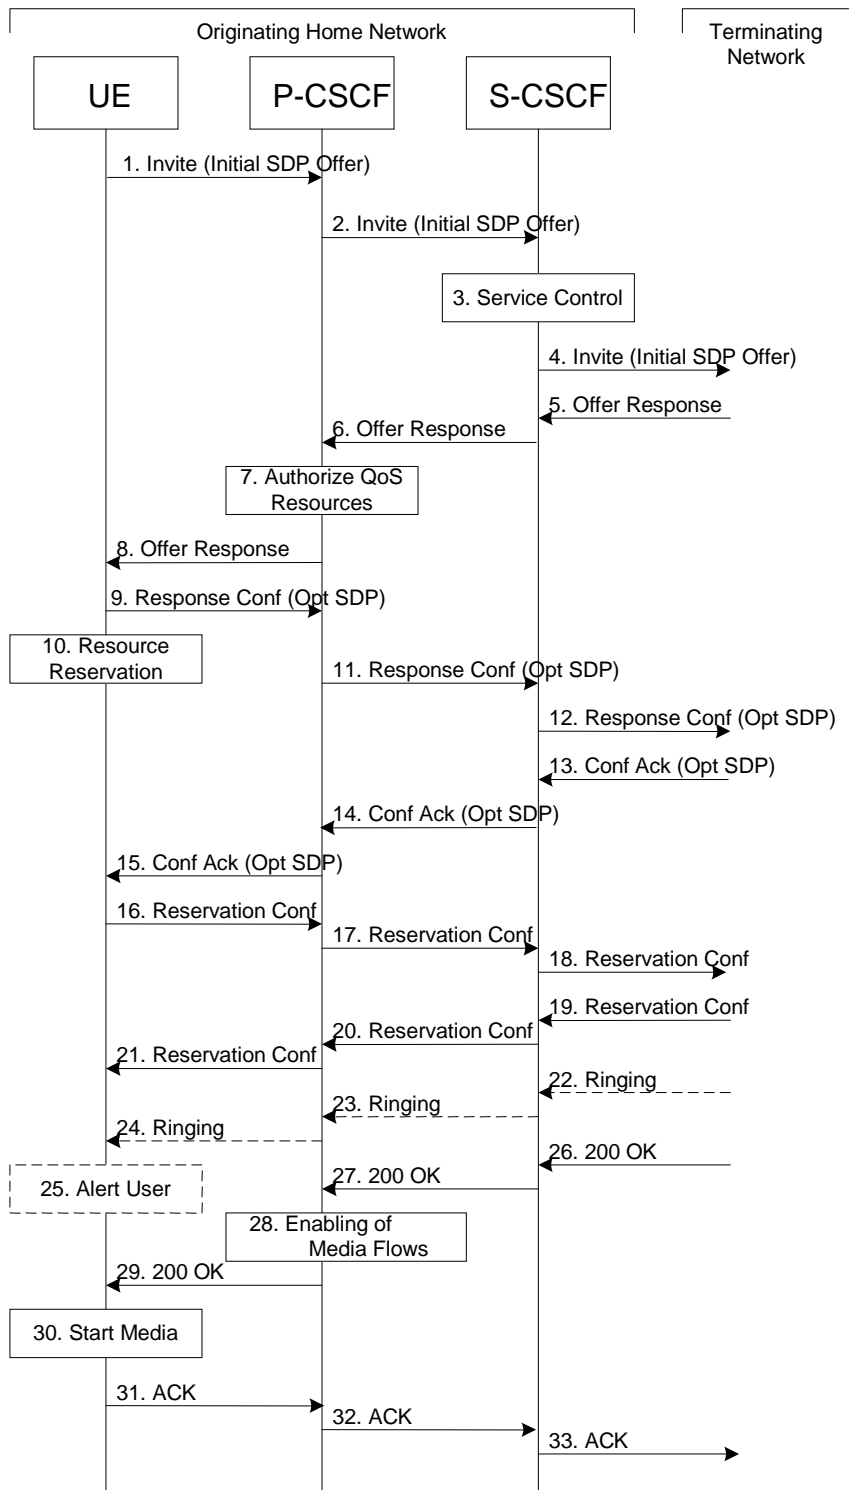 Originating Home Network
Terminating
Network
UE
P-CSCF
S-CSCF
1. Invite (Initial SDP Offer)
2. Invite (Initial SDP Offer)
3. Service Control
4. Invite (Initial SDP Offer)
5. Offer Response
6. Offer Response
7. Authorize QoS
Resources
8. Offer Response
9. Response Conf (Opt SDP)
10. Resource
Reservation
11. Response Conf (Opt SDP)
12. Response Conf (Opt SDP)
13. Conf Ack (Opt SDP)
14. Conf Ack (Opt SDP)
15. Conf Ack (Opt SDP)
16. Reservation Conf
17. Reservation Conf
18. Reservation Conf
19. Reservation Conf
20. Reservation Conf
21. Reservation Conf
22. Ringing
23. Ringing
24. Ringing
25. Alert User
26. 200 OK
27. 200 OK
28. Enabling of
Media Flows
29. 200 OK
30. Start Media
31. ACK
32. ACK
33. ACK